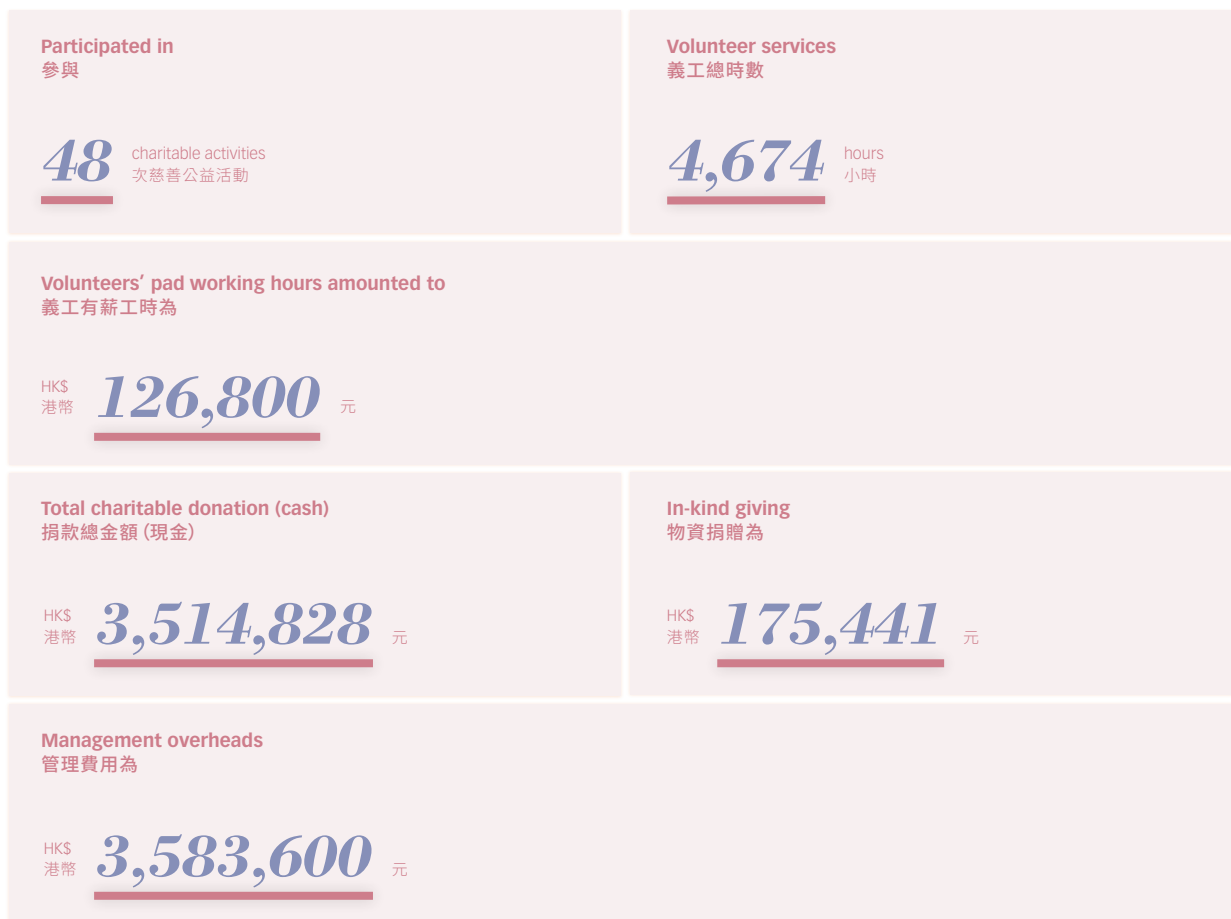 Participated in
參與
48 charitable activities
次慈善公益活動
Volunteer services
義工總時數
4,674 hours
小時
Volunteers’ pad working hours amounted to
義工有薪工時為
HK$
港幣 126,800 元
Total charitable donation (cash)
捐款總金額 (現金)
HK$
港幣 3,514,828 元
In-kind giving
物資捐贈為
HK$
港幣 175,441 元
Management overheads
管理費用為
HK$
港幣 3,583,600 元